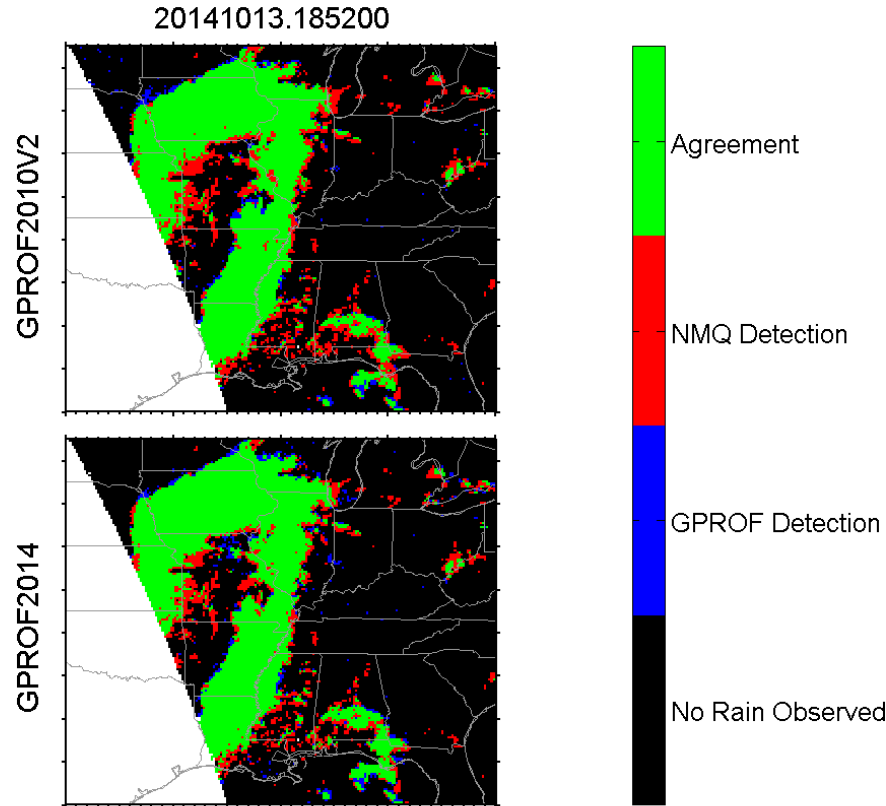 20141013.185200
GPROF2010V2
GPROF2014
Agreement
NMQ Detection
GPROF Detection
No Rain Observed